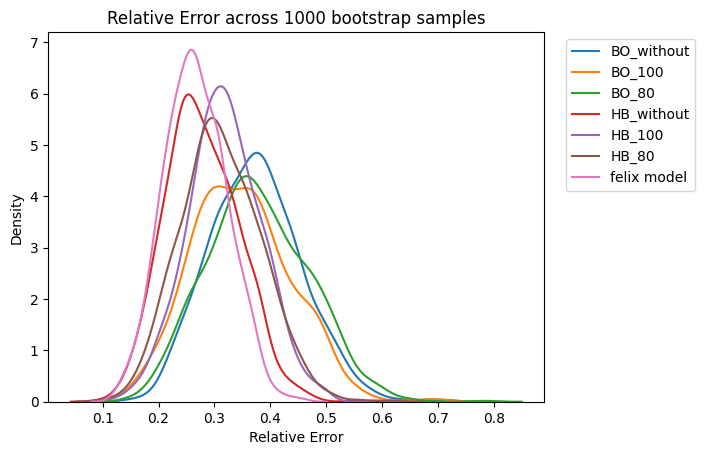 Relative Error across 1000 bootstrap samples
7
6
5
4
3
2
1
0
Density
0.1 0.2 0.3 0.4 0.5 0.6 0.7 0.8
Relative Error
BO_without
BO_100
BO_80
HB_without
HB_100
HB_80
felix model